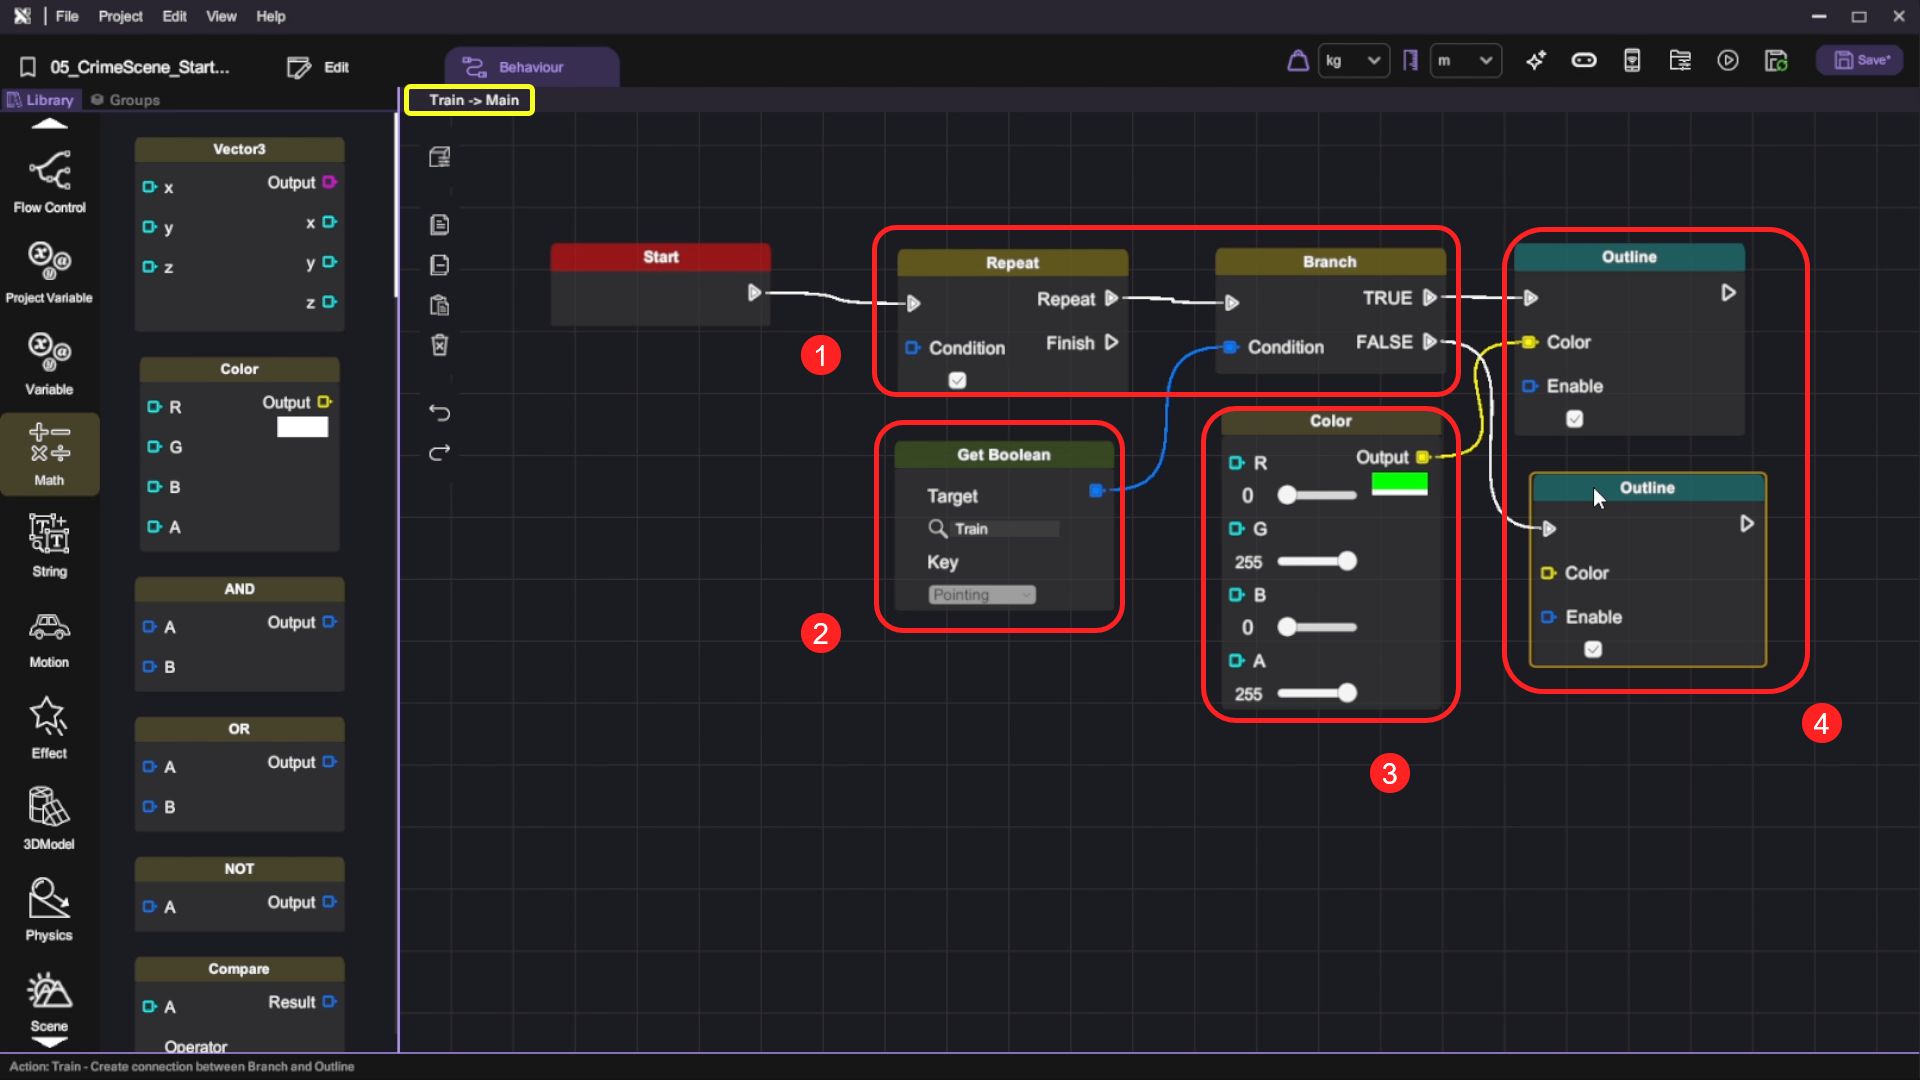 File Project Edit View Help
05_CrimeScene_Start... Edit Behaviour kg m Save*
Library Groups Train -> Main
Flow Control
Project Variable
Variable
Math
String
Motion
Effect
3DModel
Physics
Scene
Vector3
x Output
y x
z y
z
Color
R Output
G
B
A
AND
A Output
B
OR
A Output
B
NOT
A Output
Compare
A Result
Operator
Start
Repeat
Repeat
Condition Finish
Branch
TRUE
Condition FALSE
1
Get Boolean
Target
Train
Key
Pointing
2
Color
R Output
0
G
255
B
0
A
255
3
Outline
Color
Enable
Outline
Color
Enable
4
Action: Train - Create connection between Branch and Outline